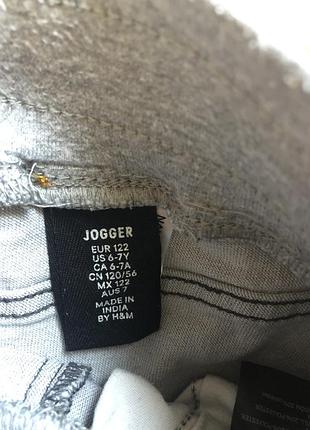 JOGGER
EUR 122
US 6-7Y
CA 6-7A
CN 120/56
MX 122
AUS 7
MADE IN
INDIA
BY H&M